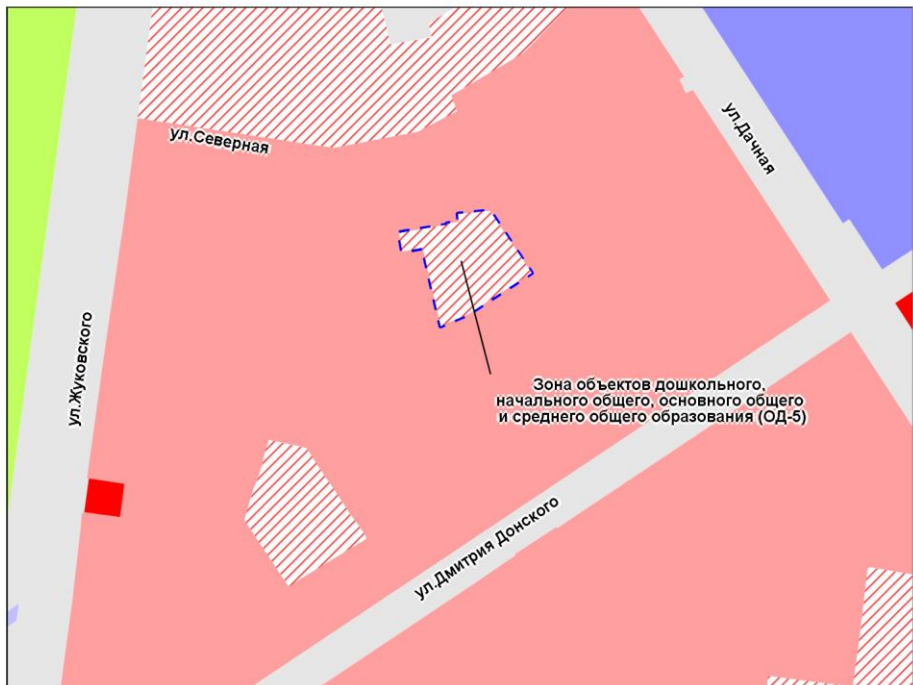 ул.Северная
ул.Дачная
ул.Жуковского
Зона объектов дошкольного,
начального общего, основного общего
и среднего общего образования (ОД-5)
ул.Дмитрия Донского